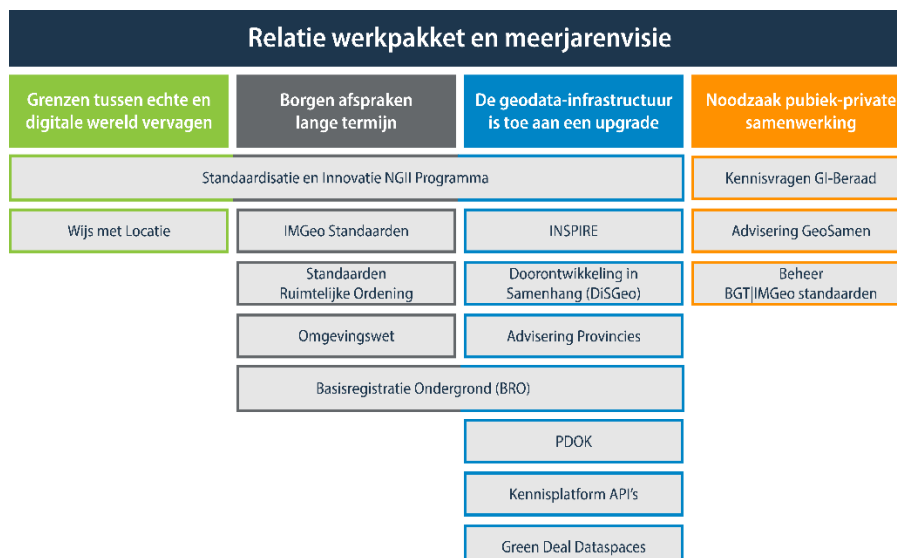 Relatie werkpakket en meerjarenvisie
Grenzen tussen echte en
digitale wereld vervagen
Borgen afspraken
lange termijn
De geodata-infrastructuur
is toe aan een upgrade
Noodzaak pubiek-private
samenwerking
Standaardisatie en Innovatie NGII Programma
Kennisvragen GI-Beraad
Wijs met Locatie
IMGeo Standaarden
INSPIRE
Advisering GeoSamen
Standaarden
Ruimtelijke Ordening
Doorontwikkeling in
Samenhang (DiSGeo)
Beheer
BGT|IMGeo standaarden
Omgevingswet
Advisering Provincies
Basisregistratie Ondergrond (BRO)
PDOK
Kennisplatform API's
Green Deal Dataspaces